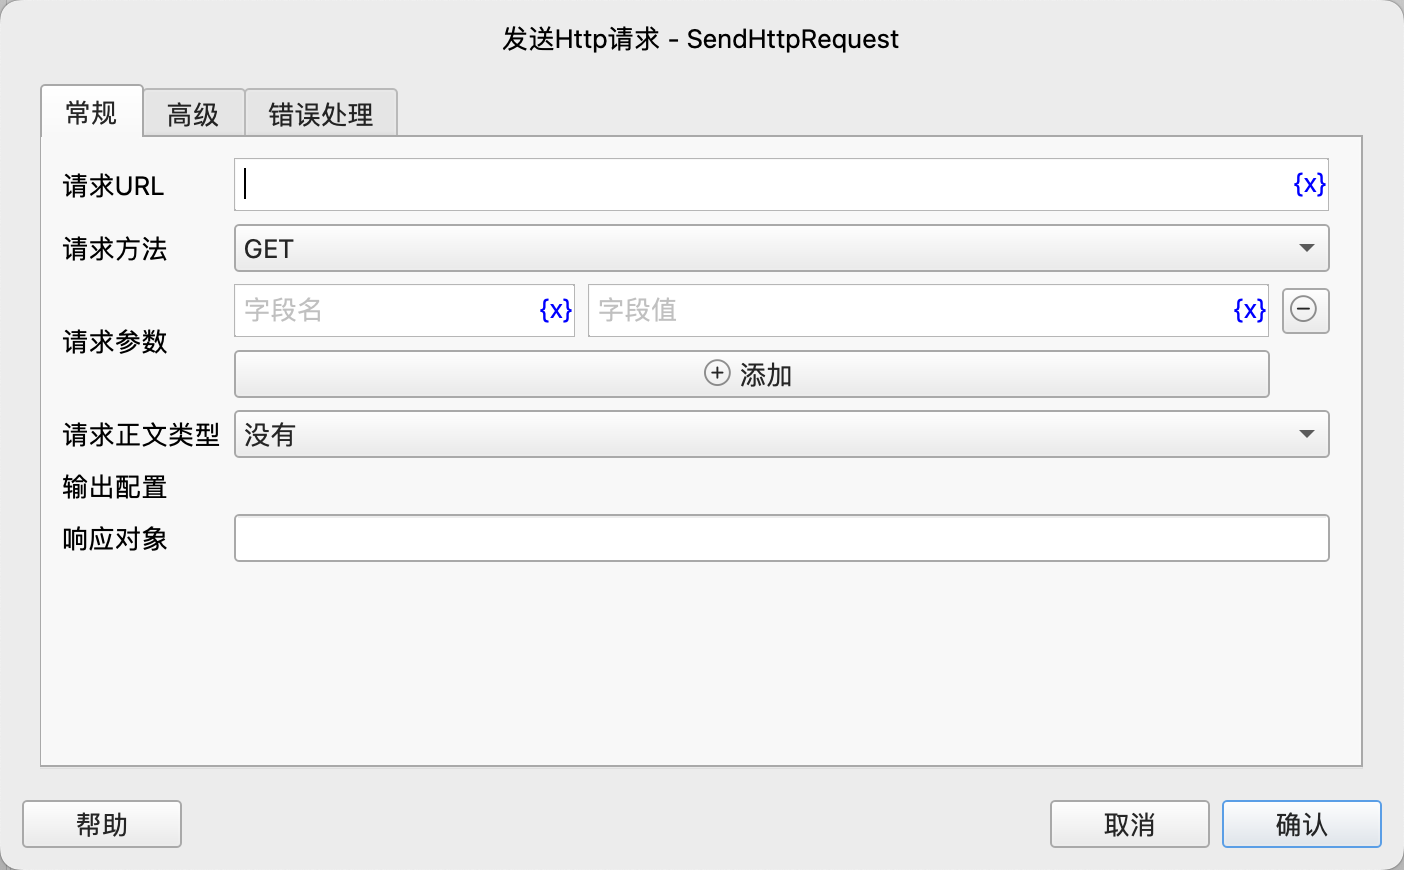 发送Http请求 - SendHttpRequest
常规 高级 错误处理
请求URL {x}
请求方法 GET
请求参数 字段名 {x} 字段值 {x}
添加
请求正文类型 没有
输出配置
响应对象
帮助 取消 确认